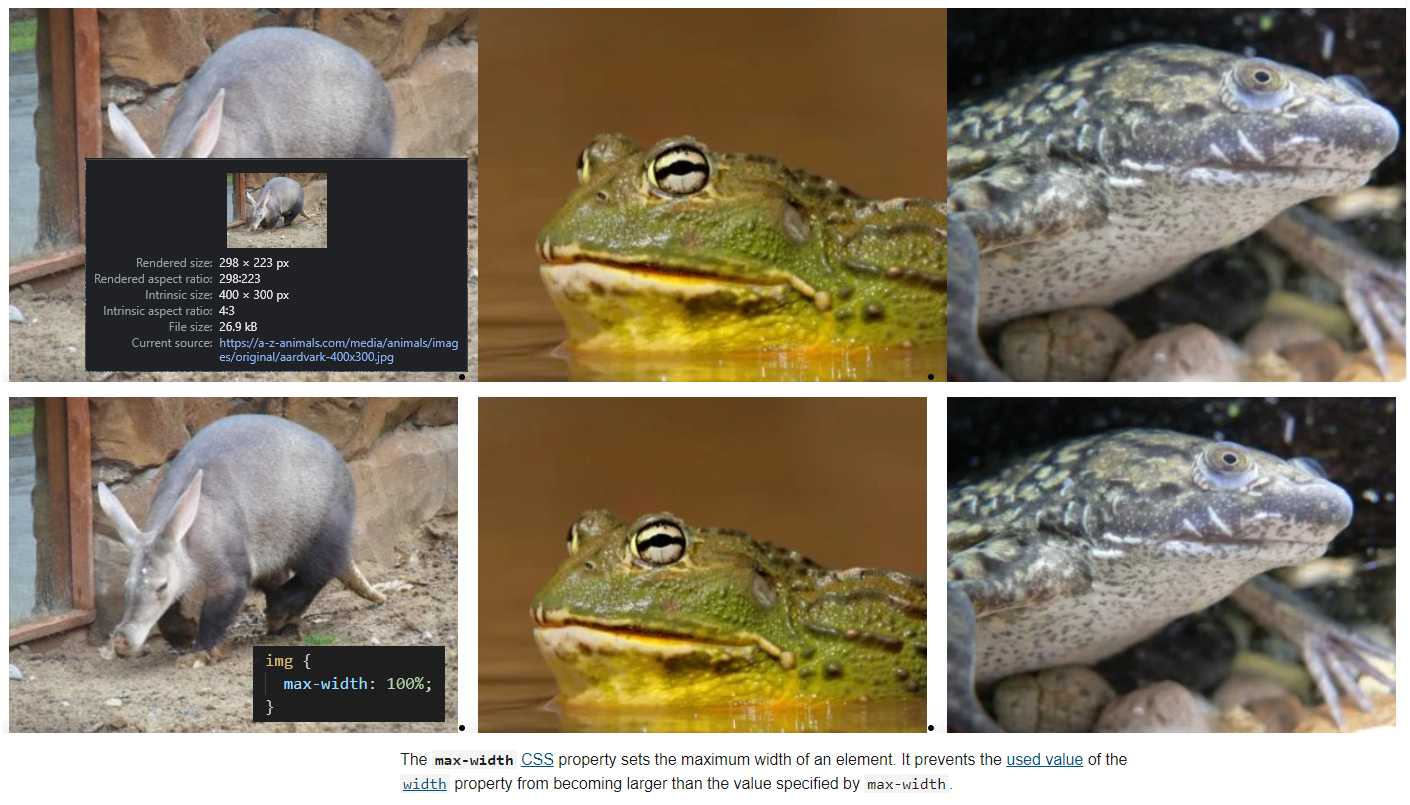 Rendered size: 298 × 223 px
Rendered aspect ratio: 298∶223
Intrinsic size: 400 × 300 px
Intrinsic aspect ratio: 4∶3
File size: 26.9 kB
Current source: https://a-z-animals.com/media/animals/imag
es/original/aardvark-400x300.jpg
img {
max-width: 100%;
}
The max-width CSS property sets the maximum width of an element. It prevents the used value of the
width property from becoming larger than the value specified by max-width.